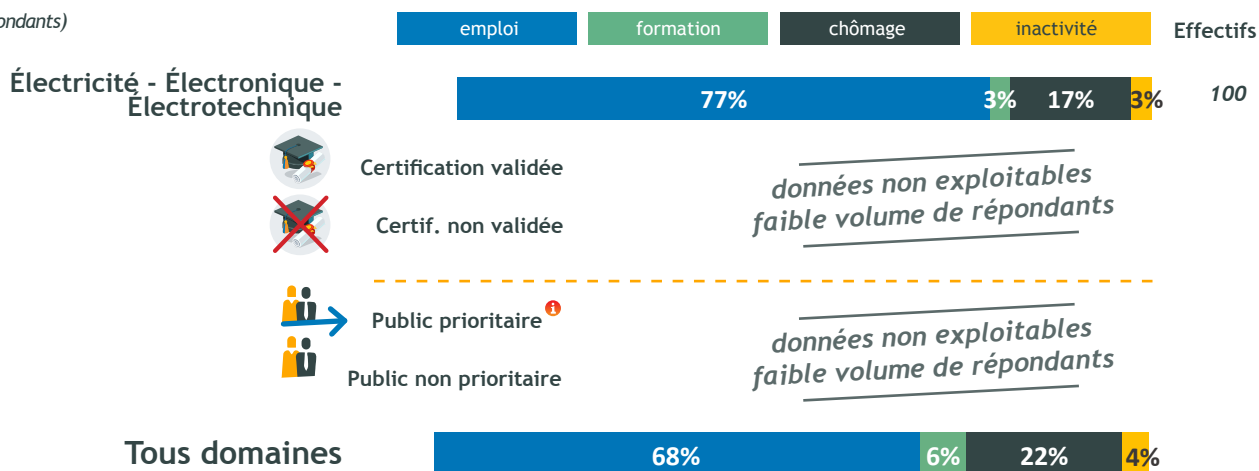 emploi formation chômage inactivité Effectifs
Électricité - Électronique -
Électrotechnique
77% 3% 17% 3% 100
Certification validée
Certif. non validée
données non exploitables
faible volume de répondants
Public prioritaire i
Public non prioritaire
données non exploitables
faible volume de répondants
Tous domaines
68% 6% 22% 4%